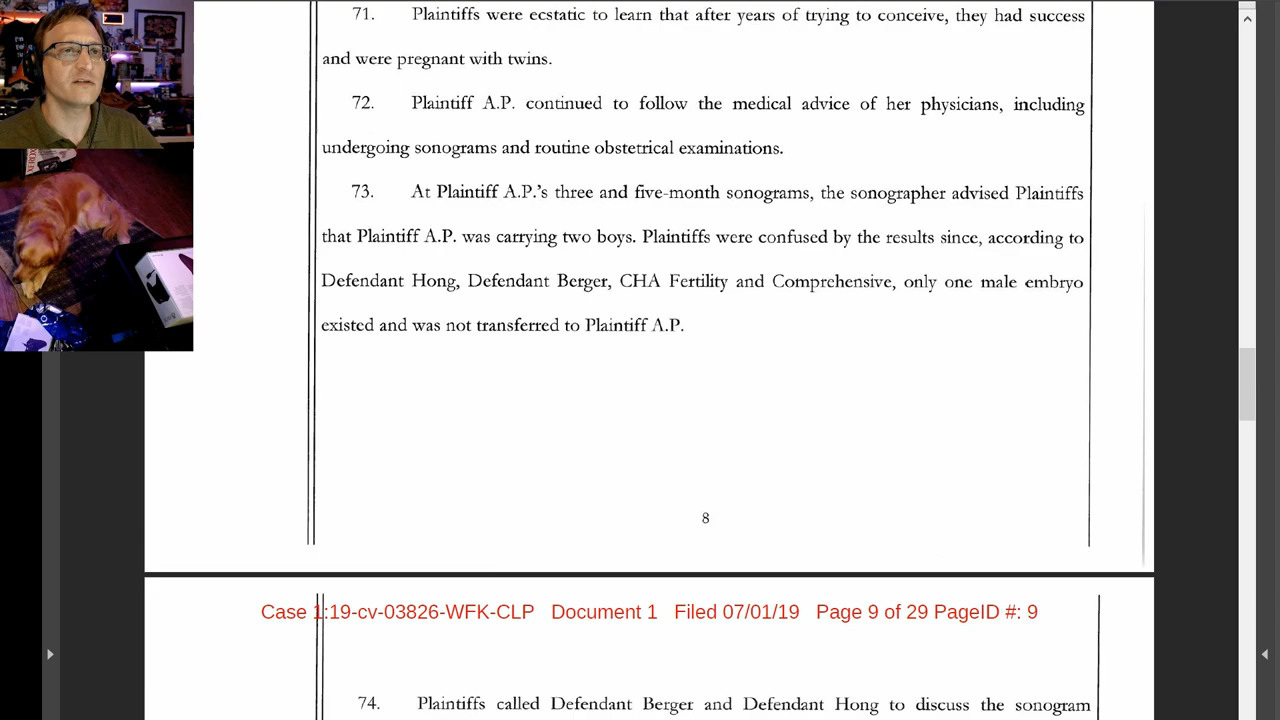 71. Plaintiffs were ecstatic to learn that after years of trying to conceive, they had success
and were pregnant with twins.
72. Plaintiff A.P. continued to follow the medical advice of her physicians, including
undergoing sonograms and routine obstetrical examinations.
73. At Plaintiff A.P.'s three and five-month sonograms, the sonographer advised Plaintiffs
that Plaintiff A.P. was carrying two boys. Plaintiffs were confused by the results since, according to
Defendant Hong, Defendant Berger, CHA Fertility and Comprehensive, only one male embryo
existed and was not transferred to Plaintiff A.P.
8
Case 1:19-cv-03826-WFK-CLP Document 1 Filed 07/01/19 Page 9 of 29 PageID #: 9
74. Plaintiffs called Defendant Berger and Defendant Hong to discuss the sonogram